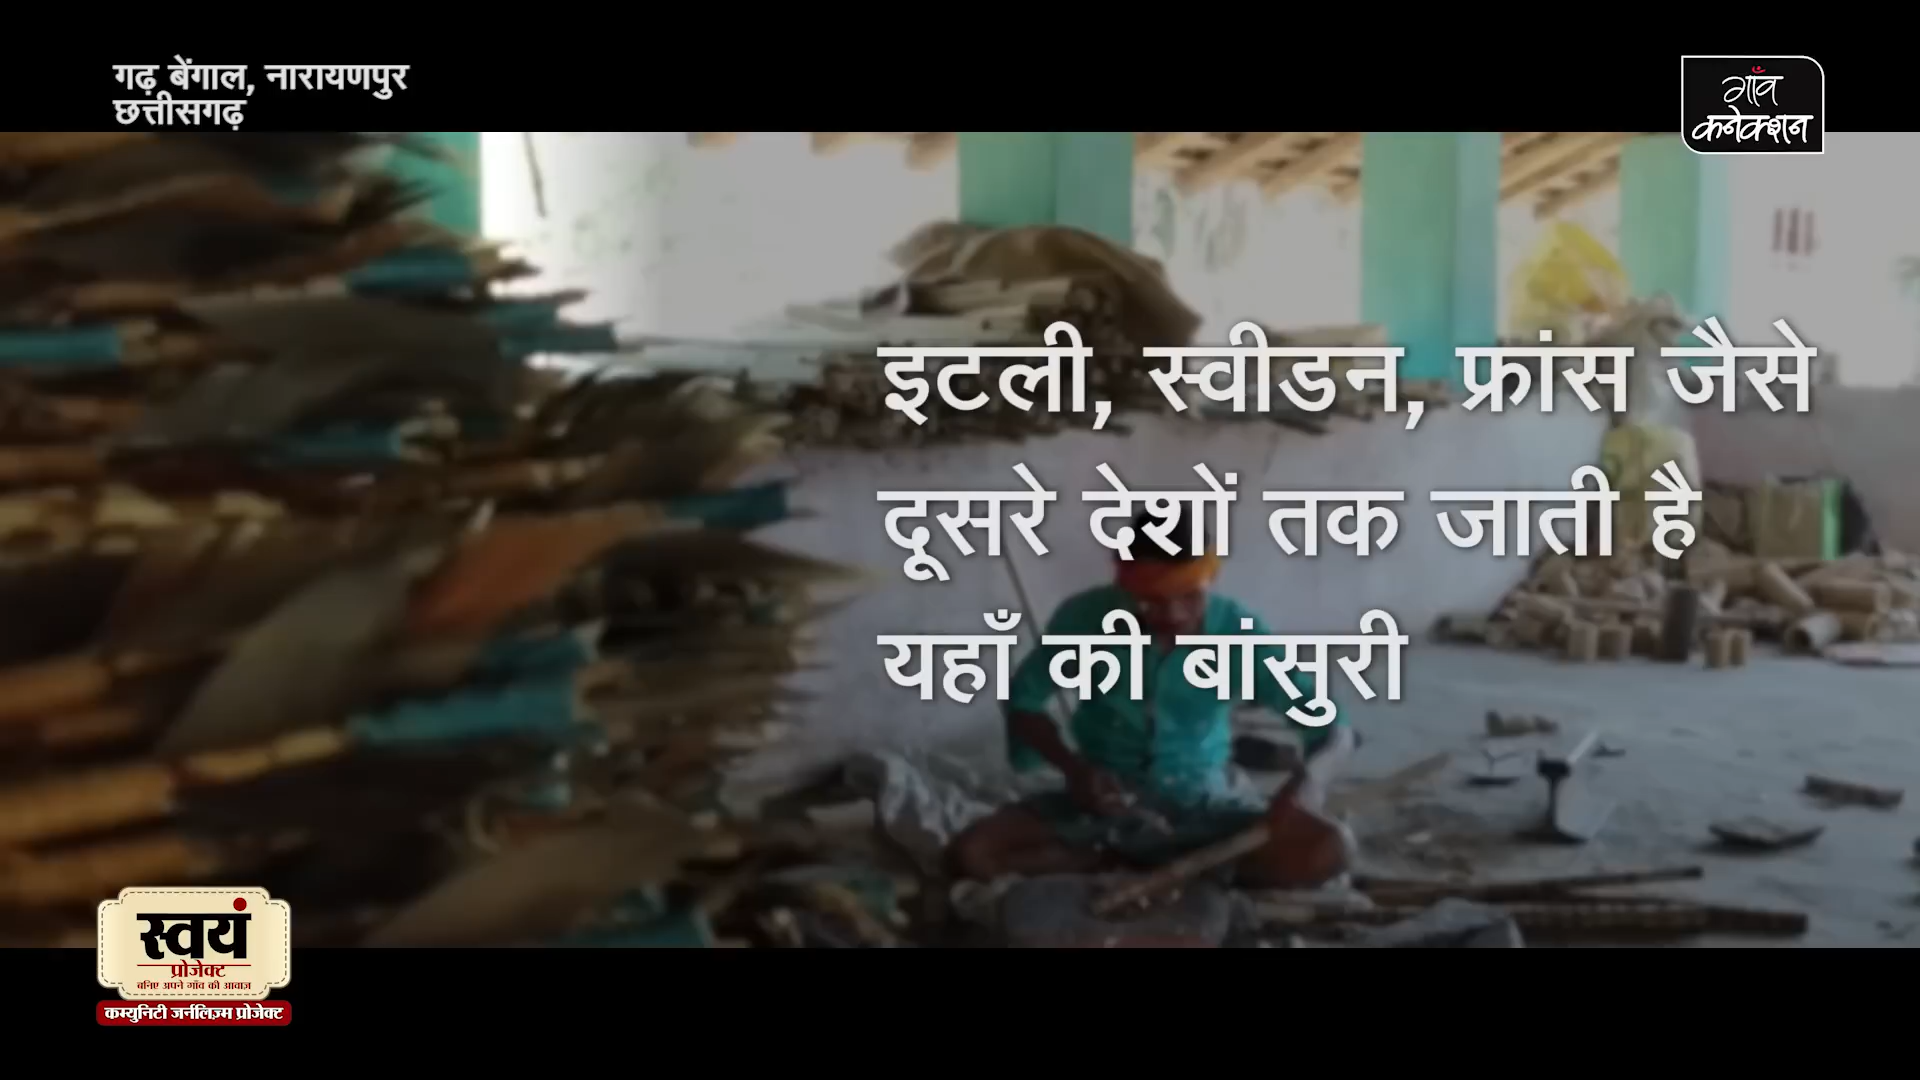 गढ़ बेंगाल, नारायणपुर
छत्तीसगढ़
गाँव
कनेक्शन
इटली, स्वीडन, फ्रांस जैसे
दूसरे देशों तक जाती है
यहाँ की बांसुरी
स्वयं
प्रोजेक्ट
बनिए अपने गाँव की आवाज़
कम्युनिटी जर्नलिज़्म प्रोजेक्ट